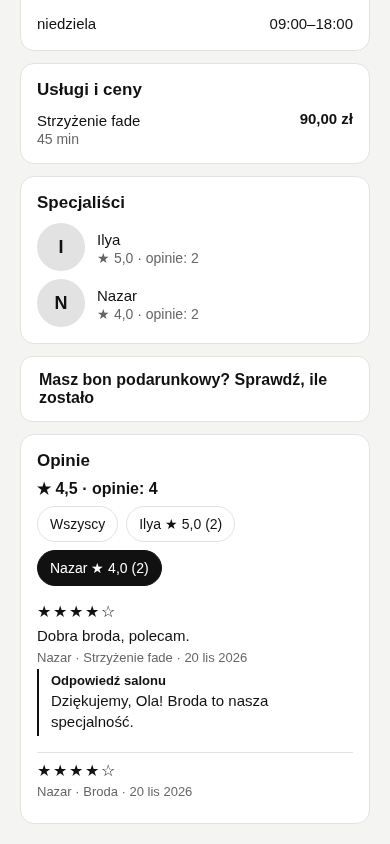 niedziela 09:00–18:00
Usługi i ceny
Strzyżenie fade 90,00 zł
45 min
Specjaliści
I Ilya
★ 5,0 · opinie: 2
N Nazar
★ 4,0 · opinie: 2
Masz bon podarunkowy? Sprawdź, ile
zostało
Opinie
★ 4,5 · opinie: 4
Wszyscy Ilya ★ 5,0 (2)
Nazar ★ 4,0 (2)
★★★★☆
Dobra broda, polecam.
Nazar · Strzyżenie fade · 20 lis 2026
Odpowiedź salonu
Dziękujemy, Ola! Broda to nasza
specjalność.
★★★★☆
Nazar · Broda · 20 lis 2026